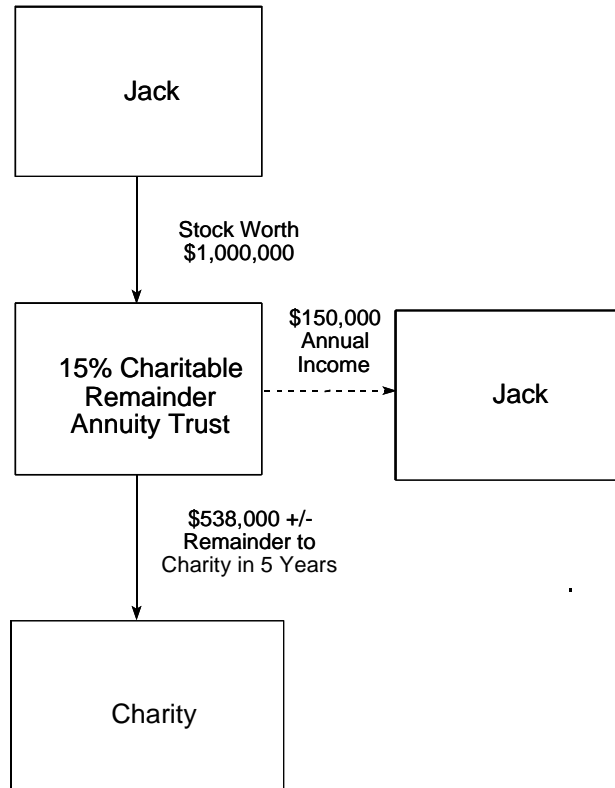 Jack
Stock Worth
$1,000,000
15% Charitable
Remainder
Annuity Trust
$150,000
Annual
Income
Jack
$538,000 +/-
Remainder to
Charity in 5 Years
Charity